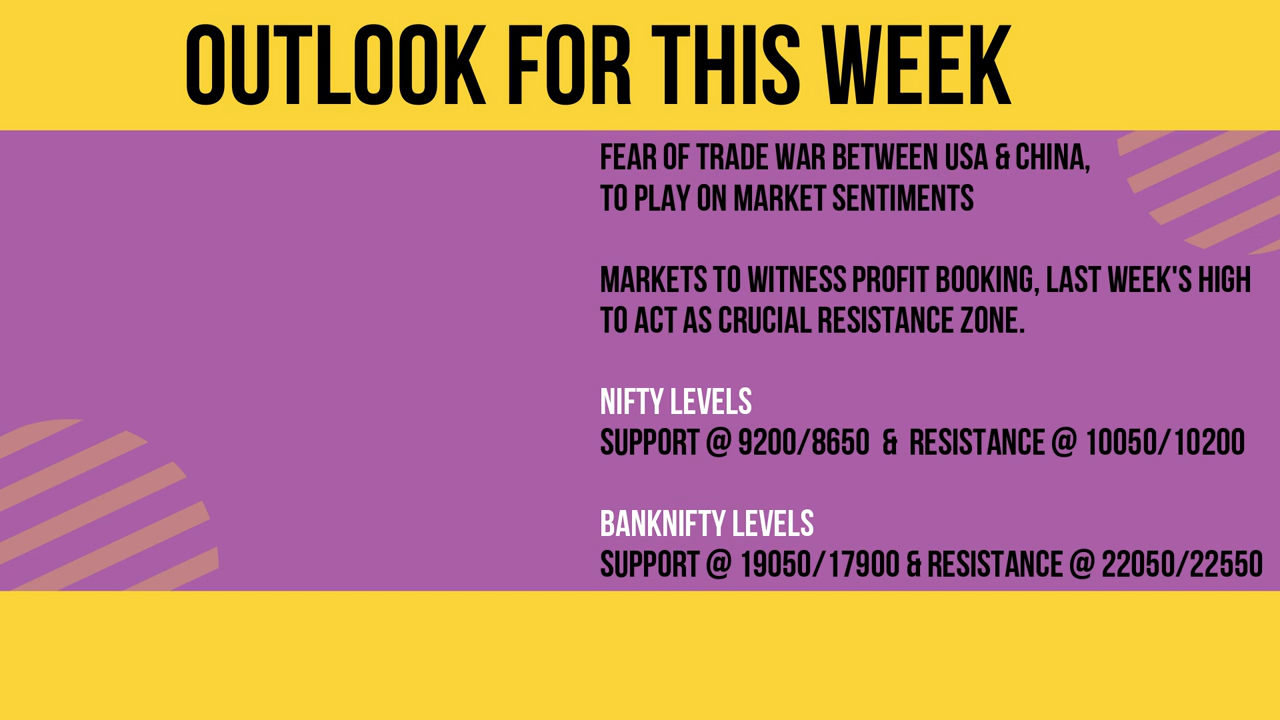 OUTLOOK FOR THIS WEEK
FEAR OF TRADE WAR BETWEEN USA & CHINA,
TO PLAY ON MARKET SENTIMENTS
MARKETS TO WITNESS PROFIT BOOKING, LAST WEEK'S HIGH
TO ACT AS CRUCIAL RESISTANCE ZONE.
NIFTY LEVELS
SUPPORT @ 9200/8650 & RESISTANCE @ 10050/10200
BANKNIFTY LEVELS
SUPPORT @ 19050/17900 & RESISTANCE @ 22050/22550